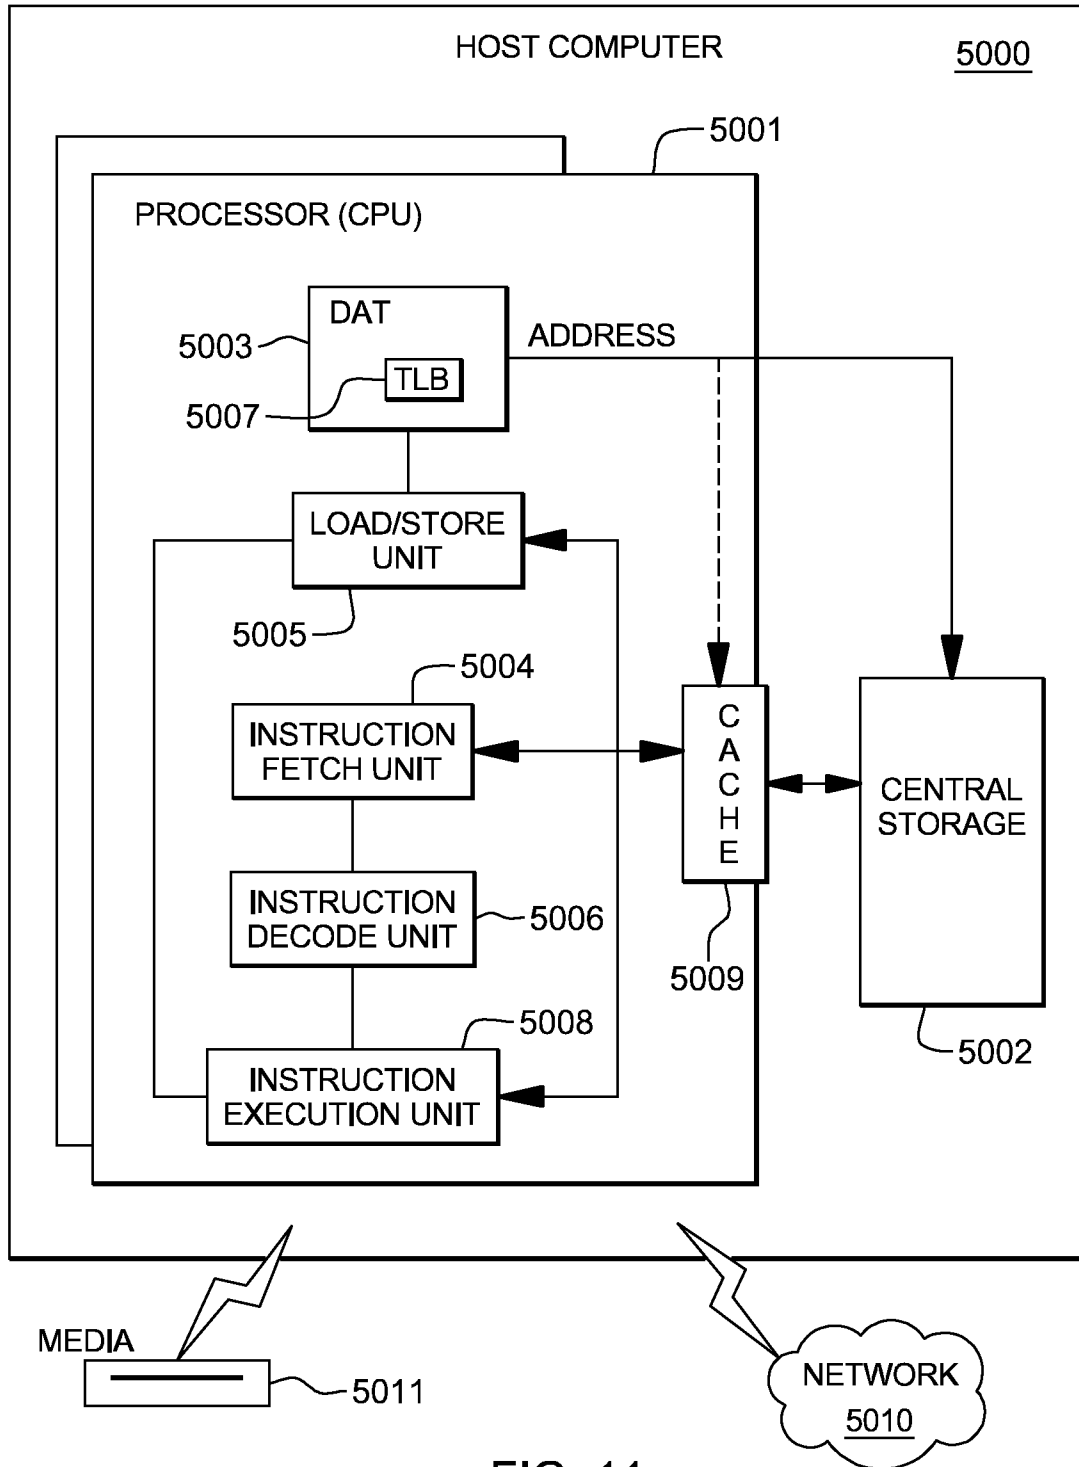 HOST COMPUTER
5000
5001
PROCESSOR (CPU)
DAT
ADDRESS
5003
TLB
5007
LOAD/STORE
UNIT
5005
5004
INSTRUCTION
FETCH UNIT
C
A
C
H
E
CENTRAL
STORAGE
INSTRUCTION
DECODE UNIT
5006
5009
5008
5002
INSTRUCTION
EXECUTION UNIT
MEDIA
5011
NETWORK
5010